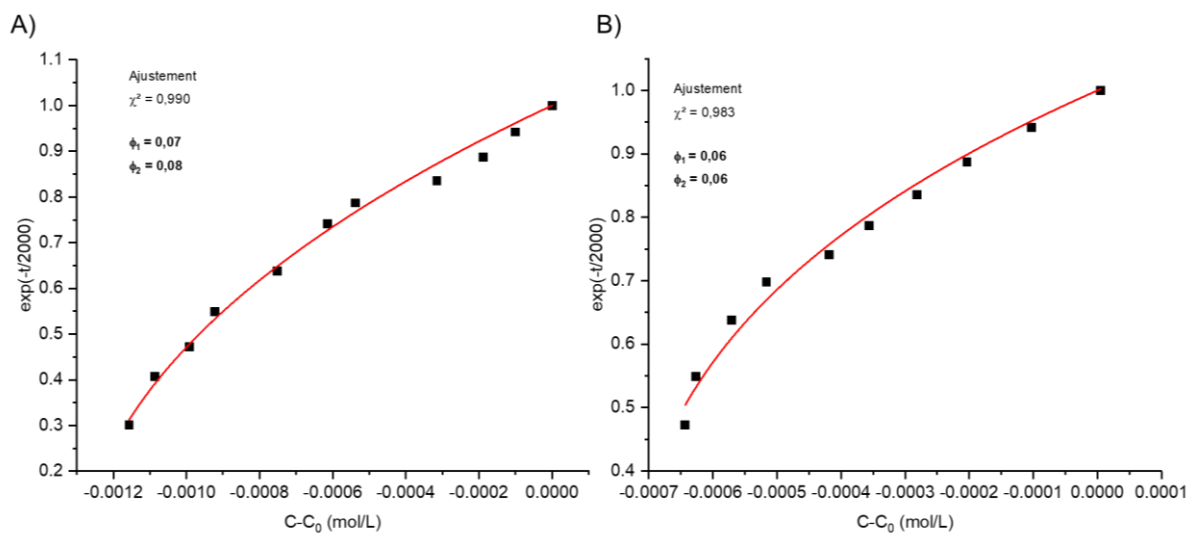 A)
1.1
1.0
0.9
0.8
0.7
0.6
0.5
0.4
0.3
0.2
exp(-t/2000)
Ajustement
χ² = 0,990
ϕ₁ = 0,07
ϕ₂ = 0,08
-0.0012 -0.0010 -0.0008 -0.0006 -0.0004 -0.0002 0.0000
C-C₀ (mol/L)
B)
1.0
0.9
0.8
0.7
0.6
0.5
0.4
exp(-t/2000)
Ajustement
χ² = 0,983
ϕ₁ = 0,06
ϕ₂ = 0,06
-0.0007 -0.0006 -0.0005 -0.0004 -0.0003 -0.0002 -0.0001 0.0000 0.0001
C-C₀ (mol/L)